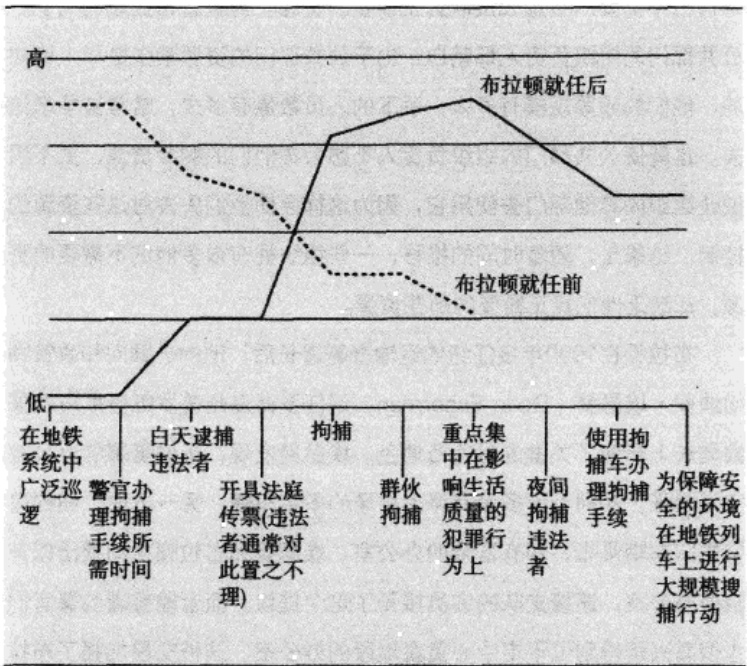 高
布拉顿就任后
布拉顿就任前
低
在地铁
系统中
广泛巡
逻
警官办
理拘捕
手续所
需时间
白天逮捕
违法者
开具法庭
传票(违法
者通常对
此置之不
理)
拘捕
群伙
拘捕
重点集
中在影
响生活
质量的
犯罪行
为上
夜间
拘捕
违法
者
使用拘
捕车办
理拘捕
手续
为保障安
全的环境
在地铁列
车上进行
大规模搜
捕行动